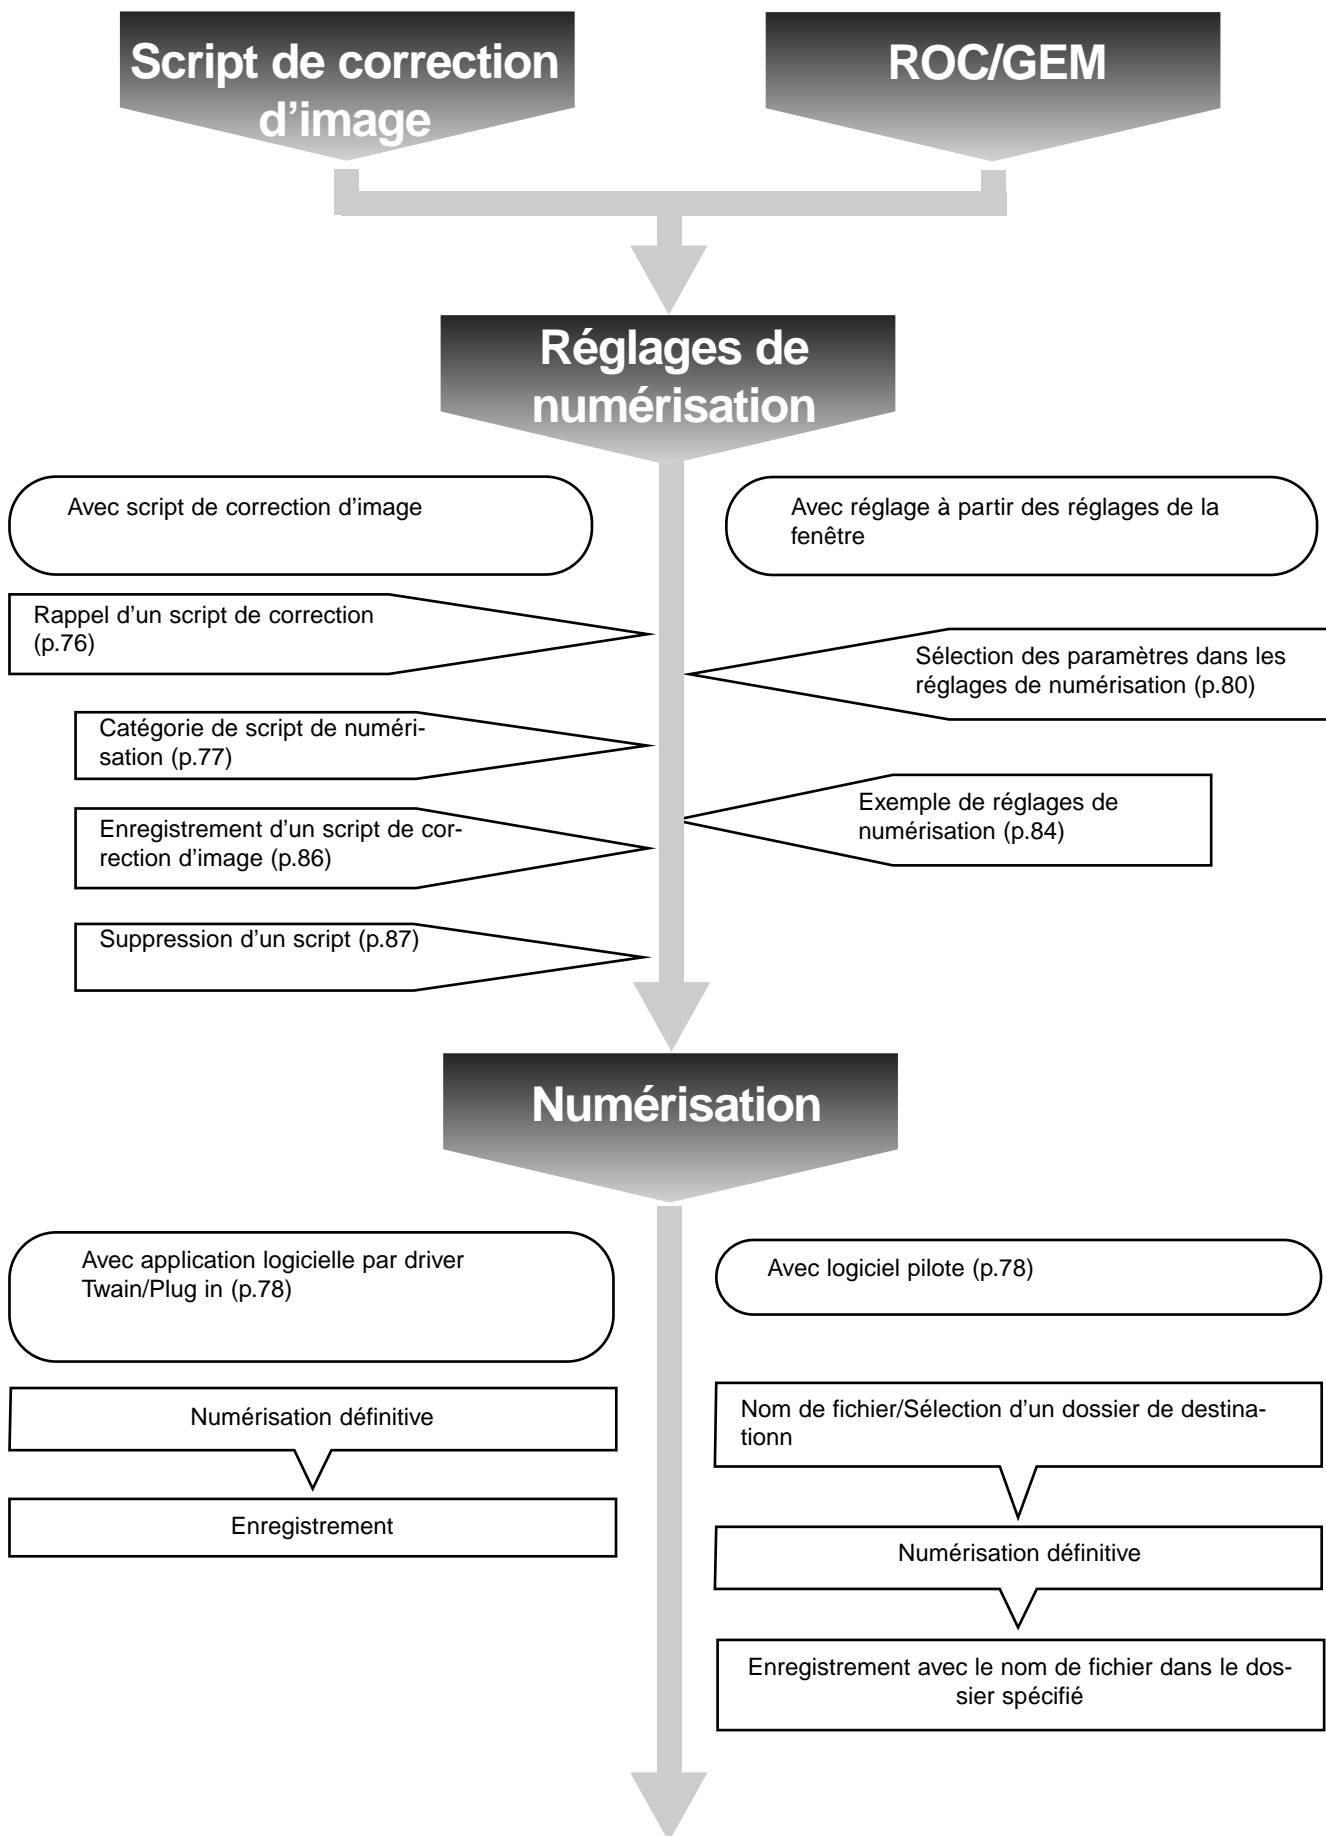 Script de correction
d’image
ROC/GEM
Réglages de
numérisation
Avec script de correction d’image
Avec réglage à partir des réglages de la
fenêtre
Rappel d’un script de correction
(p.76)
Sélection des paramètres dans les
réglages de numérisation (p.80)
Catégorie de script de numéri-
sation (p.77)
Exemple de réglages de
numérisation (p.84)
Enregistrement d’un script de cor-
rection d’image (p.86)
Suppression d’un script (p.87)
Numérisation
Avec application logicielle par driver
Twain/Plug in (p.78)
Avec logiciel pilote (p.78)
Numérisation définitive
Enregistrement
Nom de fichier/Sélection d’un dossier de destina-
tionn
Numérisation définitive
Enregistrement avec le nom de fichier dans le dos-
sier spécifié